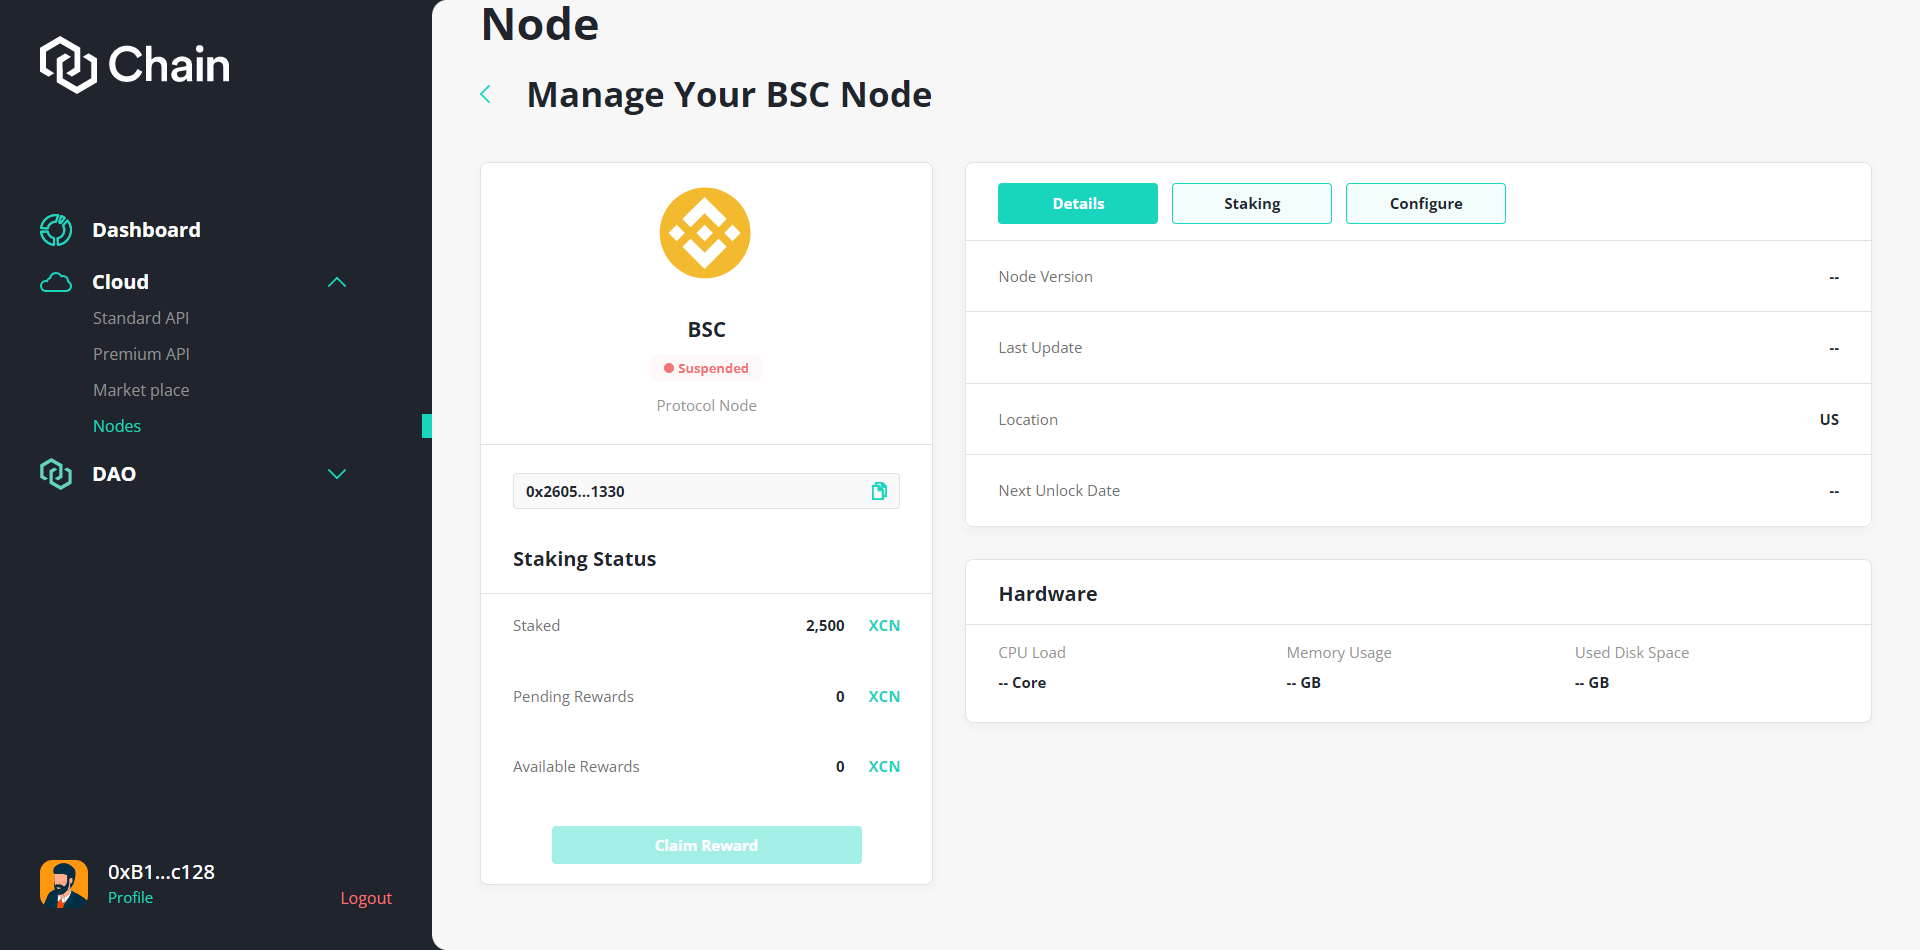 Chain
Dashboard
Cloud
Standard API
Premium API
Market place
Nodes
DAO
0xB1...c128
Profile
Logout
Node
Manage Your BSC Node
BSC
Suspended
Protocol Node
0x2605...1330
Staking Status
Staked 2,500 XCN
Pending Rewards 0 XCN
Available Rewards 0 XCN
Claim Reward
Details Staking Configure
Node Version --
Last Update --
Location US
Next Unlock Date --
Hardware
CPU Load Memory Usage Used Disk Space
-- Core -- GB -- GB